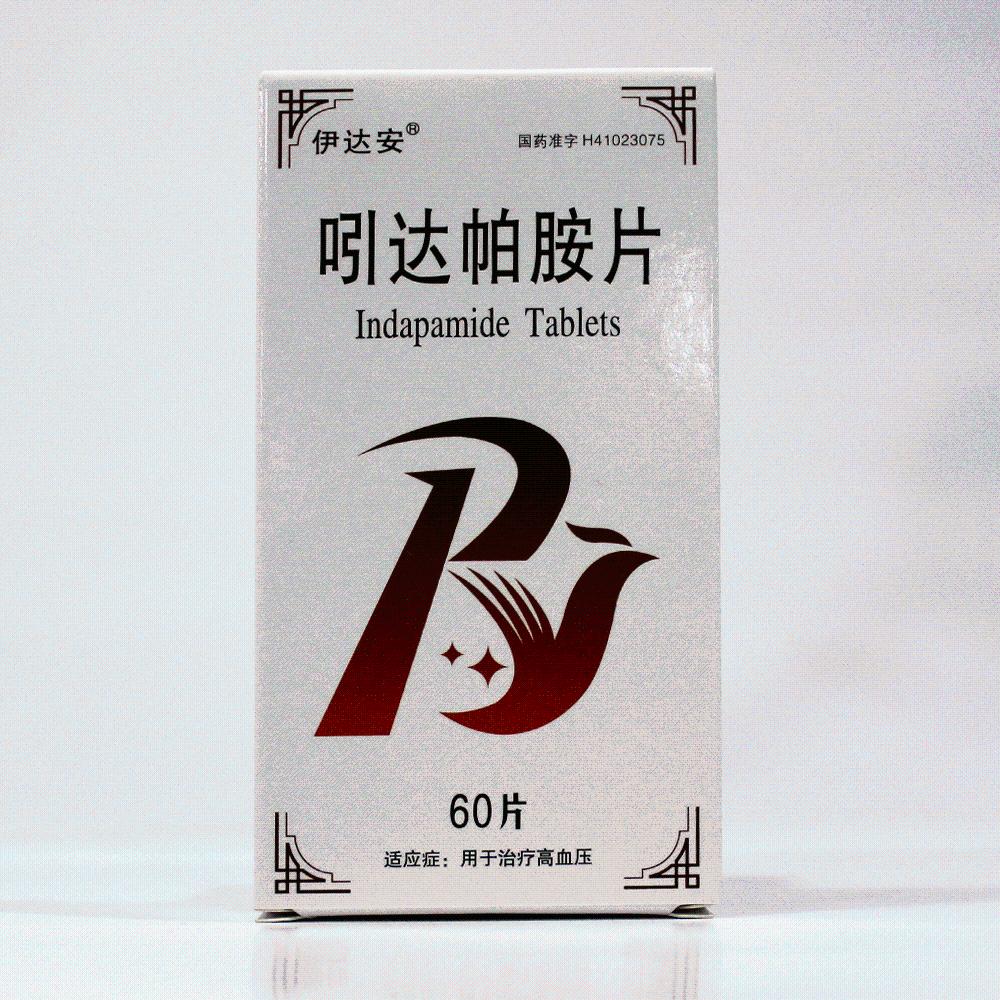 伊达安®
国药准字 H41023075
吲达帕胺片
Indapamide Tablets
60片
适应症：用于治疗高血压